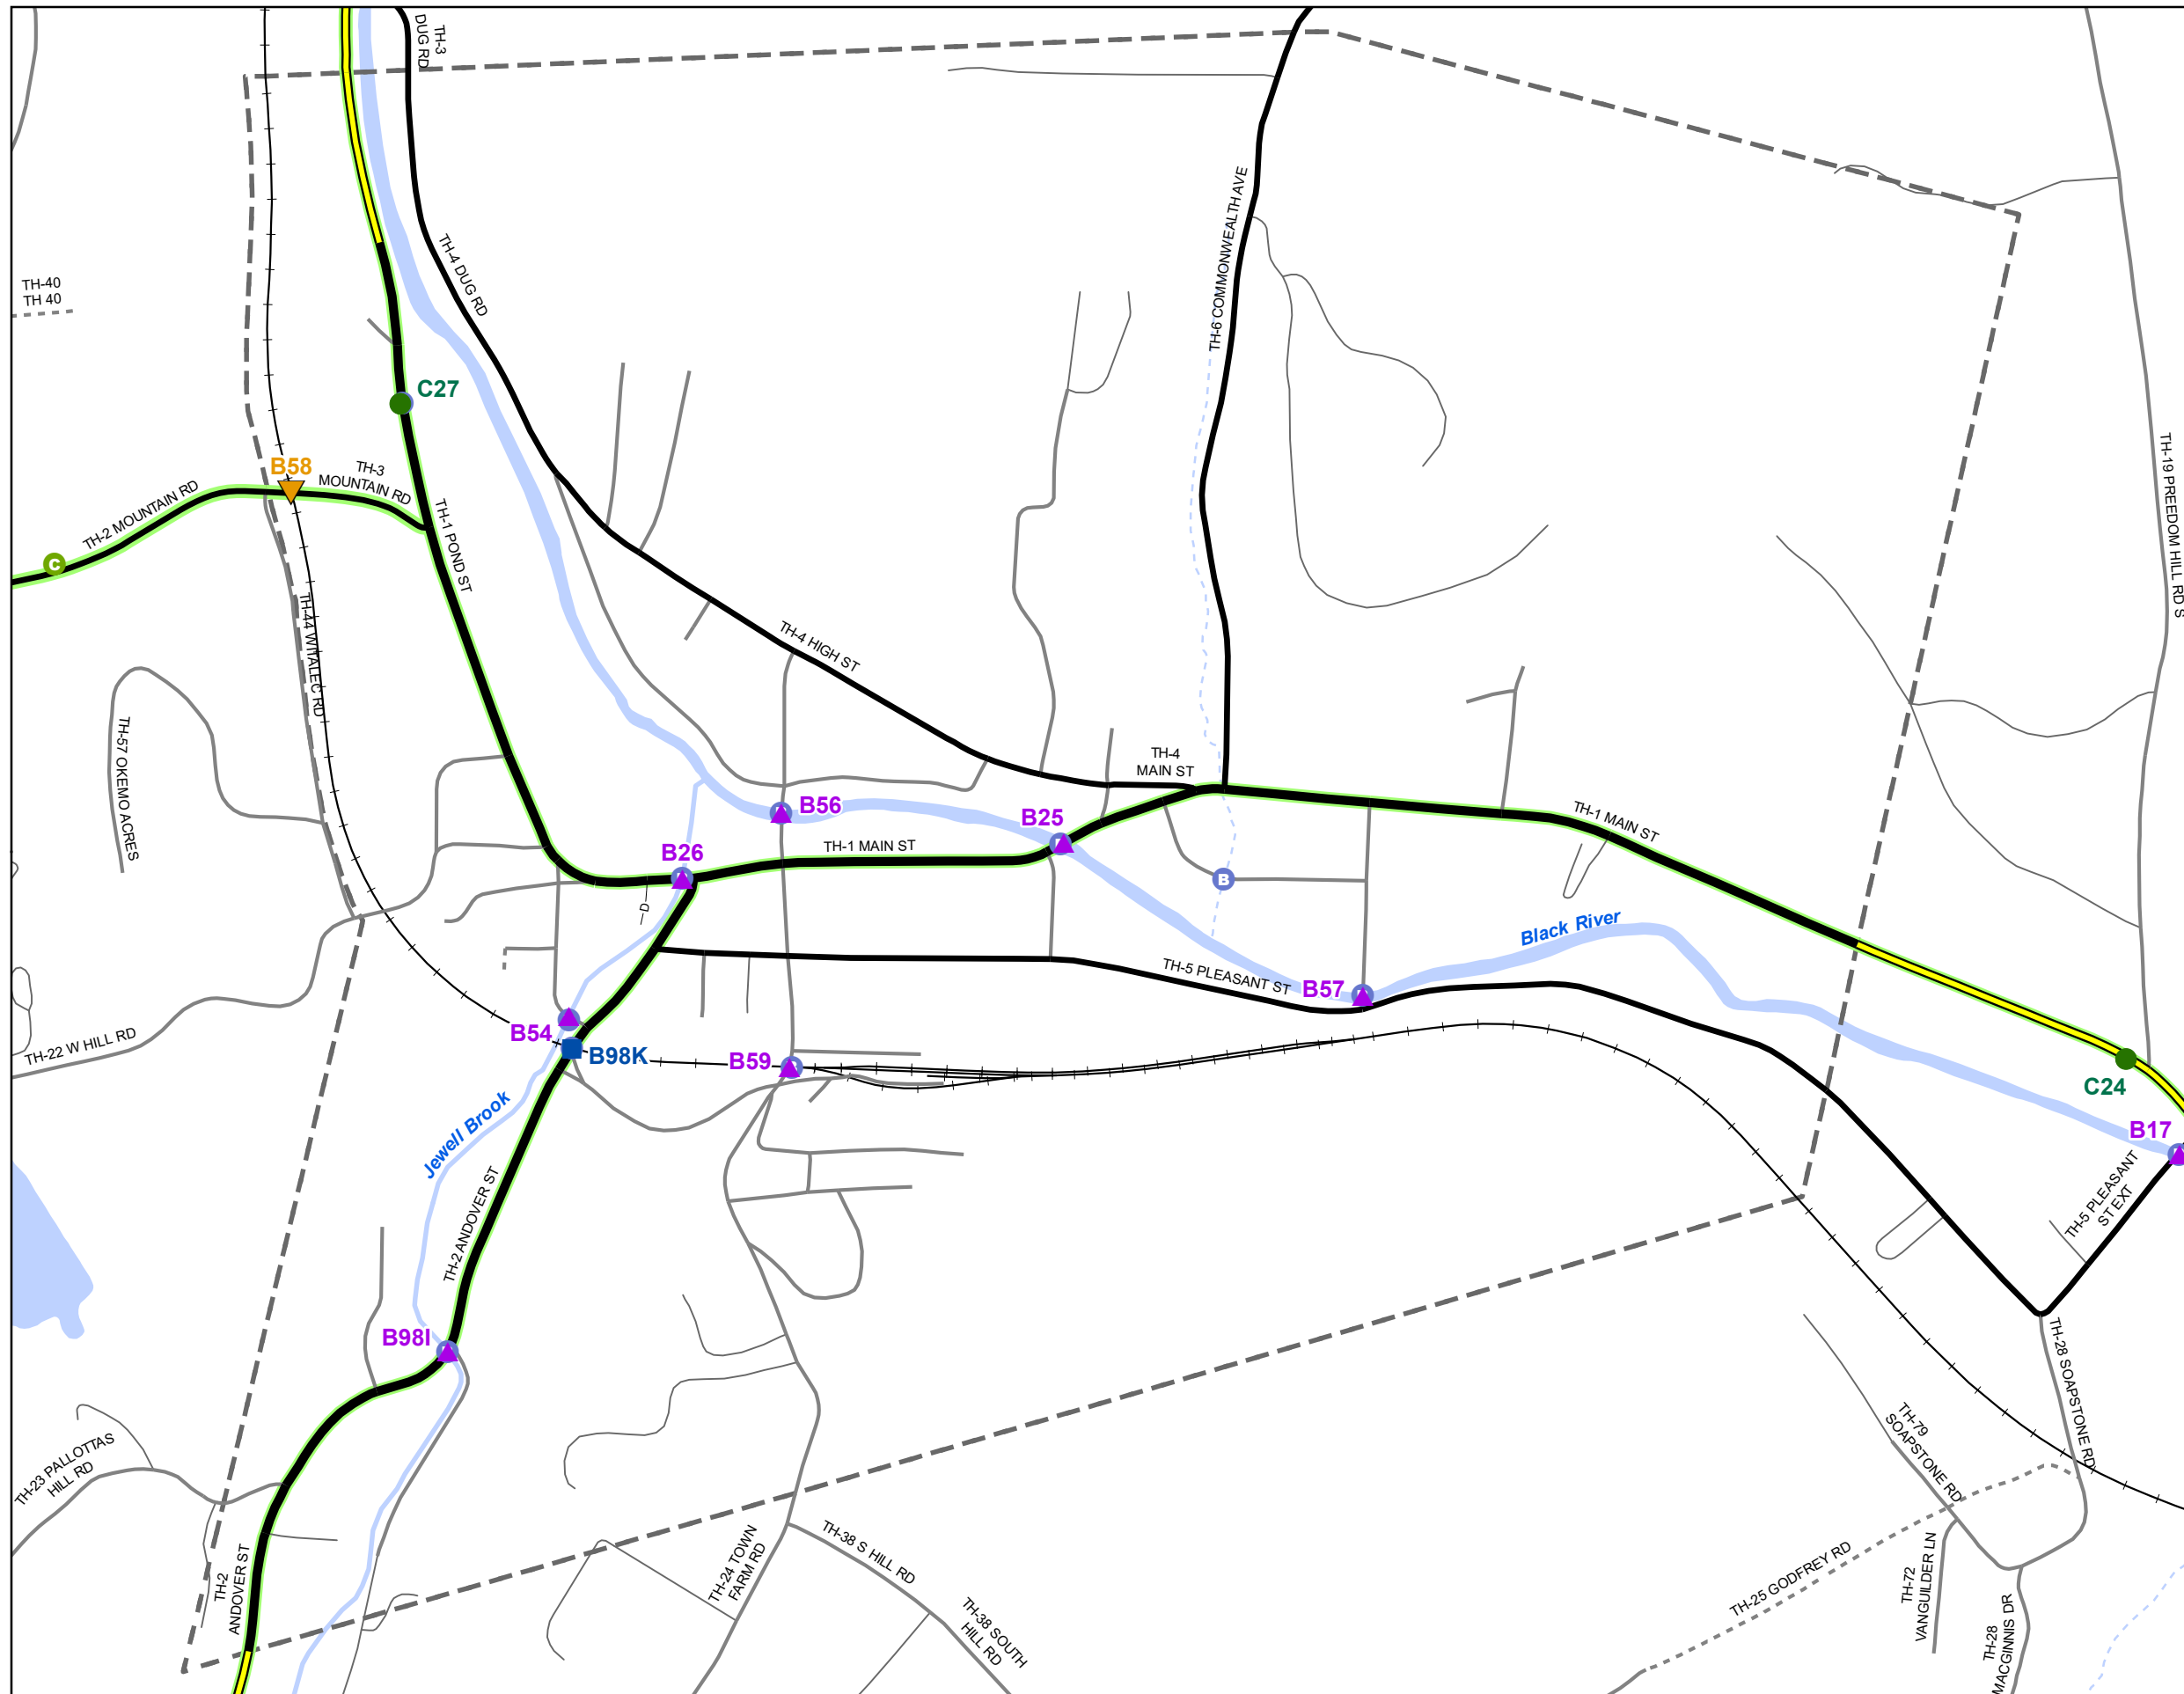 TH-3
DUG RD
TH-4 DUG RD
TH-6 COMMONWEALTH AVE
TH-40
TH 40
C27
B58
TH-3
MOUNTAIN RD
TH-2 MOUNTAIN RD
C
TH-1 POND ST
TH-19 FREEDOM HILL RD S
TH-44 WITALEC RD
TH-4 HIGH ST
TH-57 OKEMO ACRES
TH-4
MAIN ST
B56
B25
TH-1 MAIN ST
TH-1 MAIN ST
B26
B
D
Black River
TH-5 PLEASANT ST
B57
TH-22 W HILL RD
B54
B98K
B59
C24
Jewell Brook
B17
TH-5 PLEASANT
ST EXT
TH-2 ANDOVER ST
B98I
TH-28 SOAPSTONE RD
TH-79
SOAPSTONE RD
TH-23 PALLOTTAS
HILL RD
TH-2
ANDOVER ST
TH-24 TOWN
FARM RD
TH-38 S HILL RD
TH-38 SOUTH
HILL RD
TH-25 GODFREY RD
TH-72
VANGUILDER LN
TH-28
MACGINNIS DR